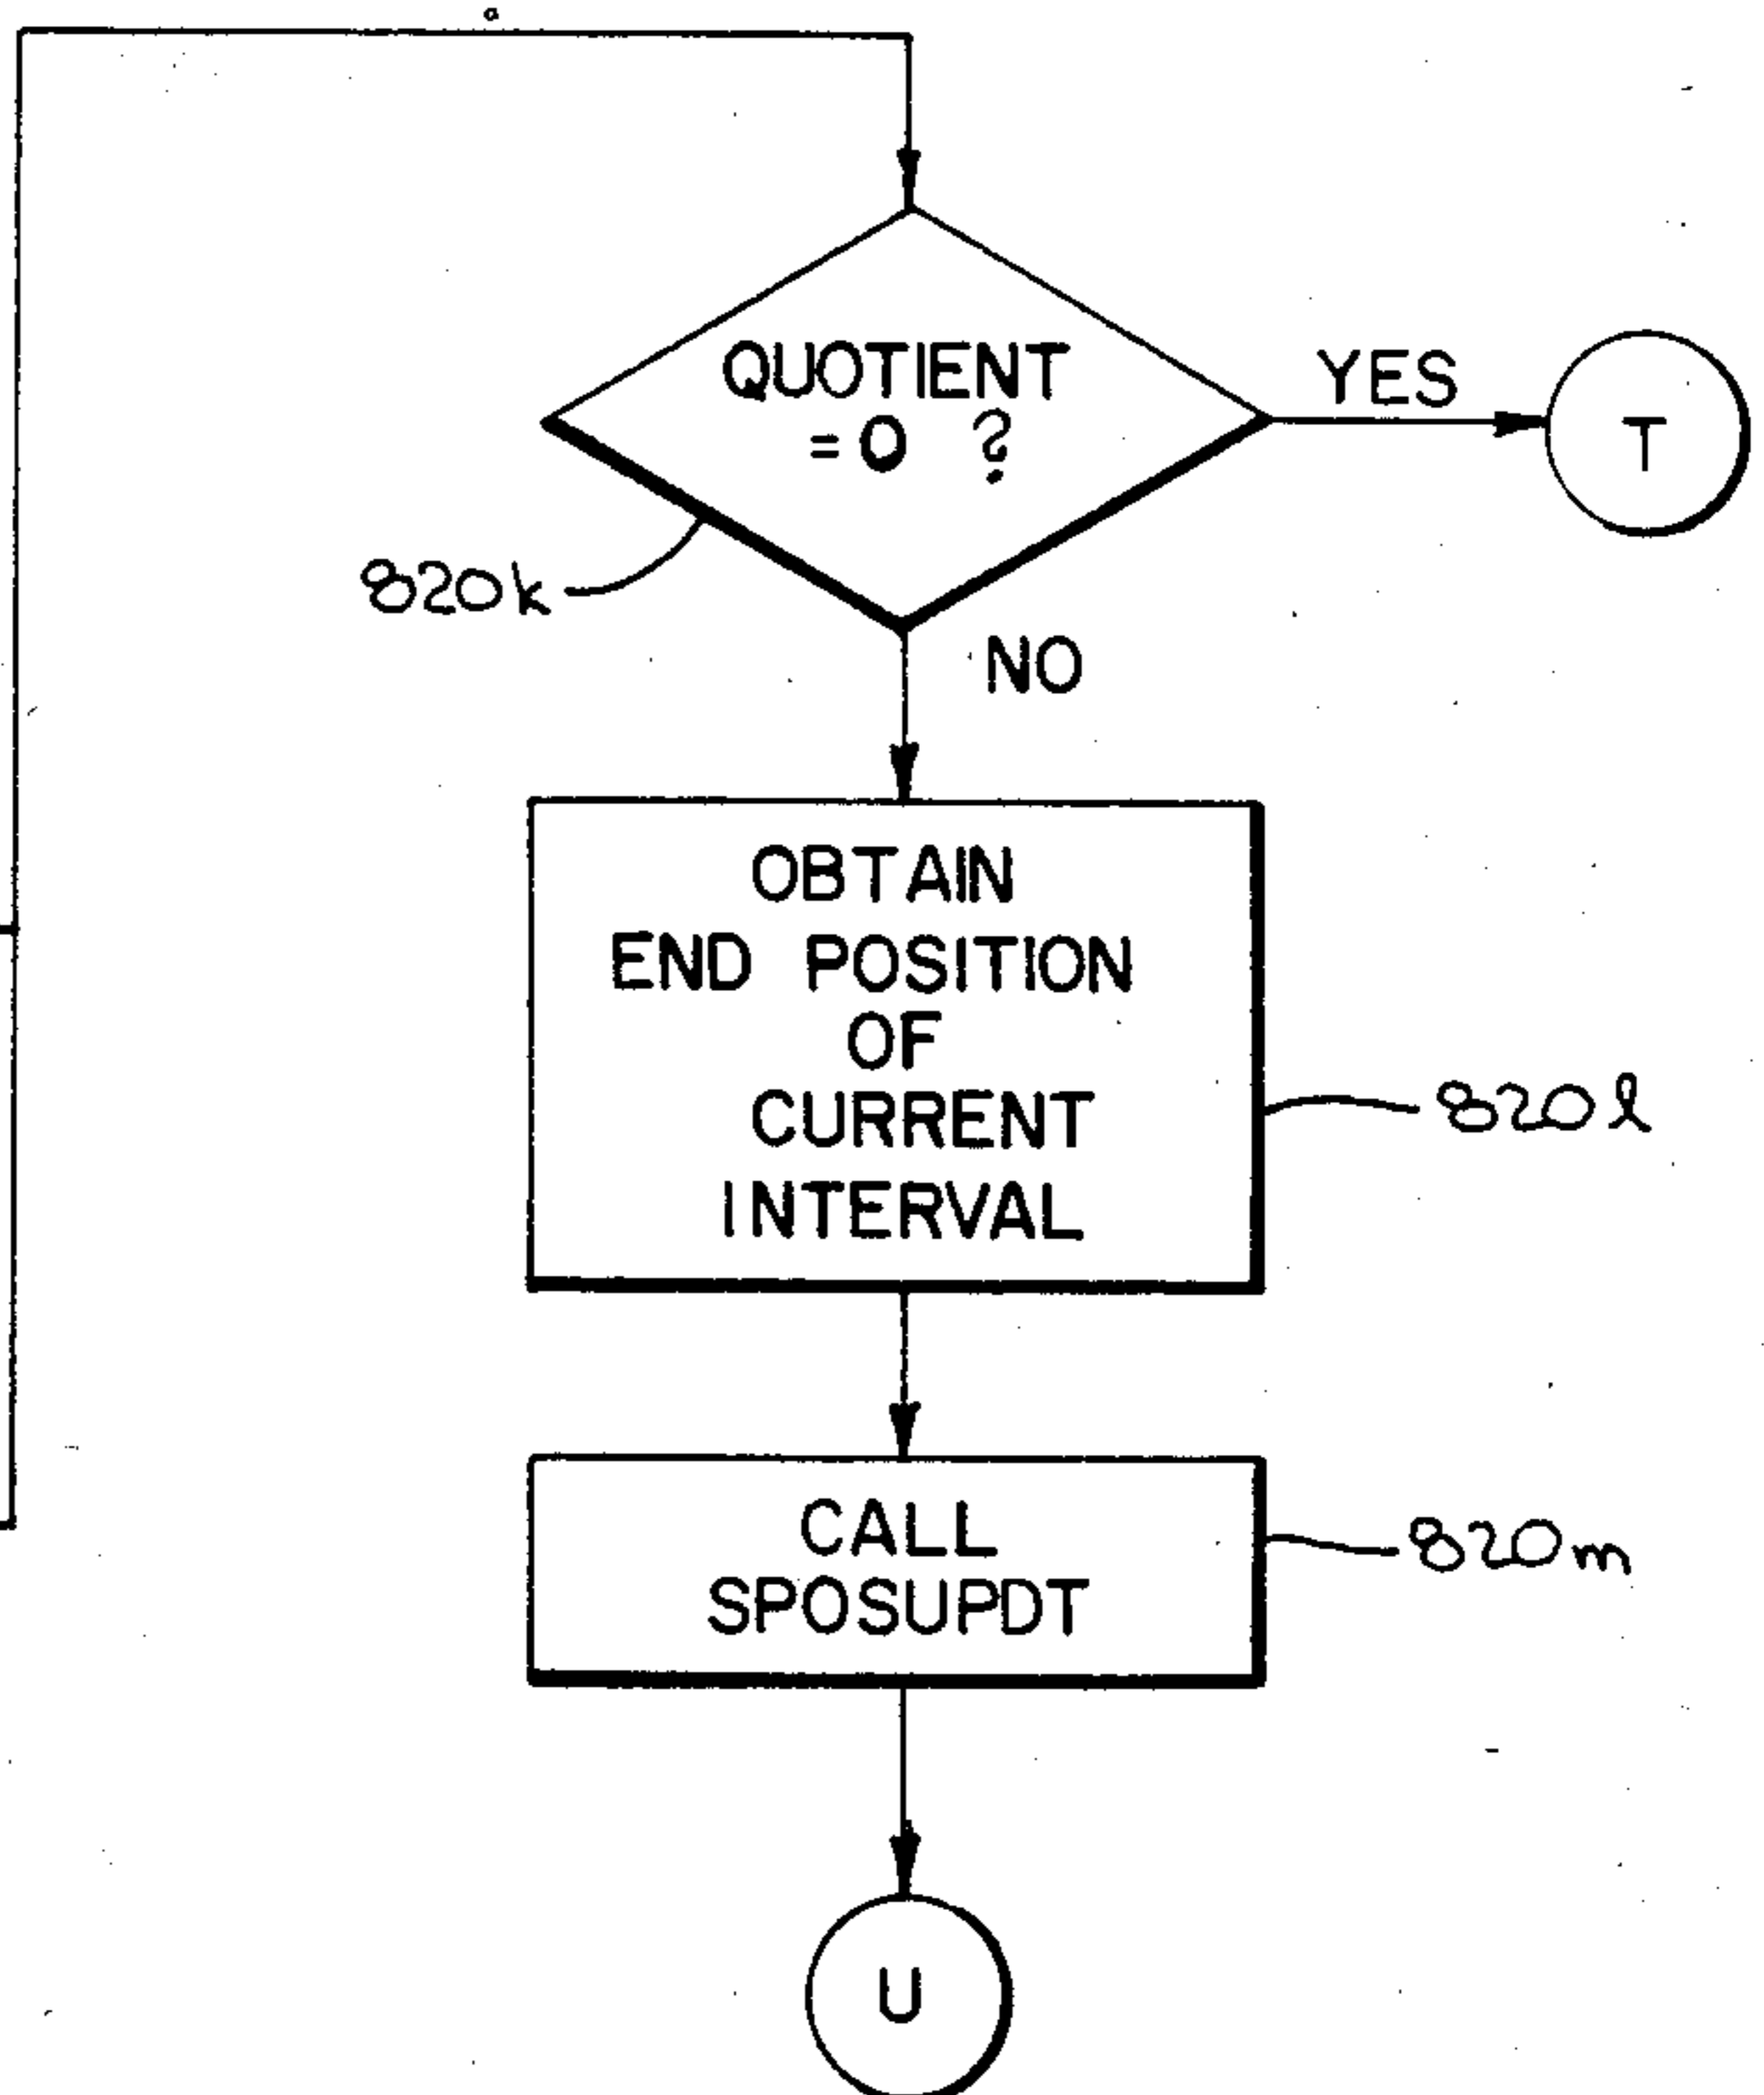 QUOTIENT
= 0 ?
YES
T
820k
NO
OBTAIN
END POSITION
OF
CURRENT
INTERVAL
820l
CALL
SPOSUPDT
820m
U